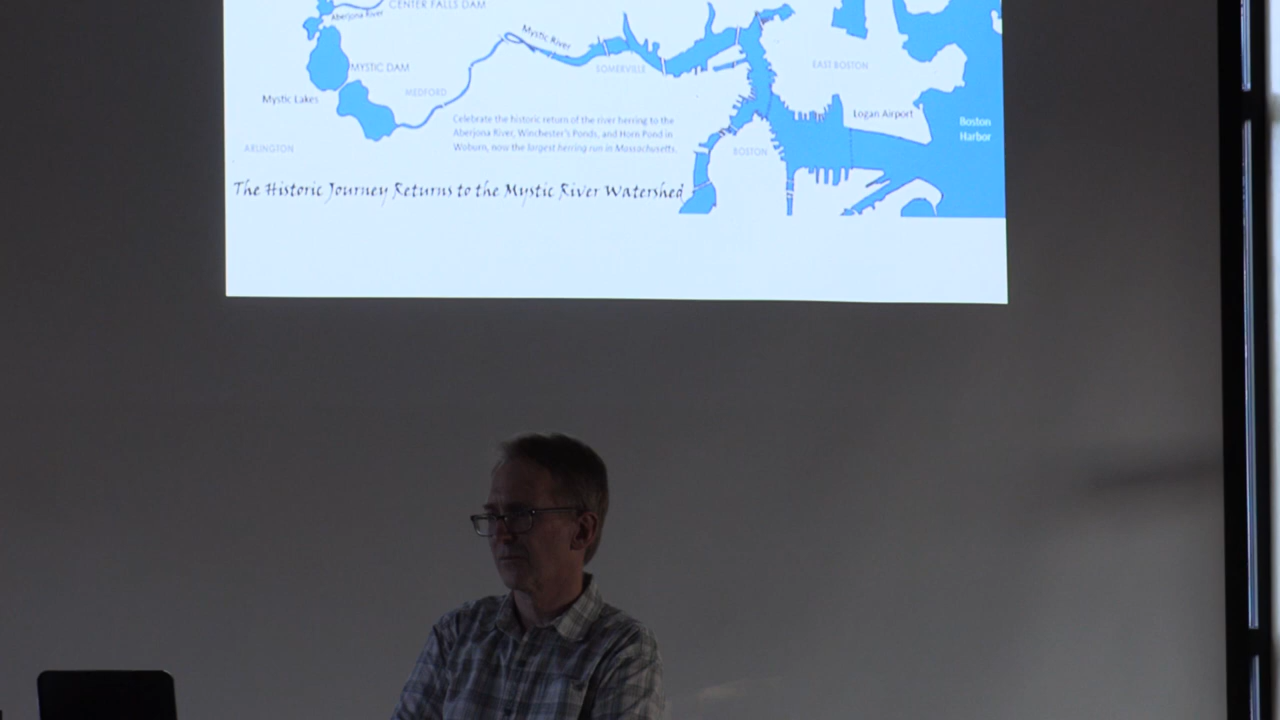 CENTER FALLS DAM
Aberjona River
Mystic River
MYSTIC DAM
SOMERVILLE
EAST BOSTON
Mystic Lakes
MEDFORD
Logan Airport
Boston
Harbor
Celebrate the historic return of the river herring to the
Aberjona River, Winchester's Ponds, and Horn Pond in
Woburn, now the largest herring run in Massachusetts.
ARLINGTON
BOSTON
The Historic Journey Returns to the Mystic River Watershed